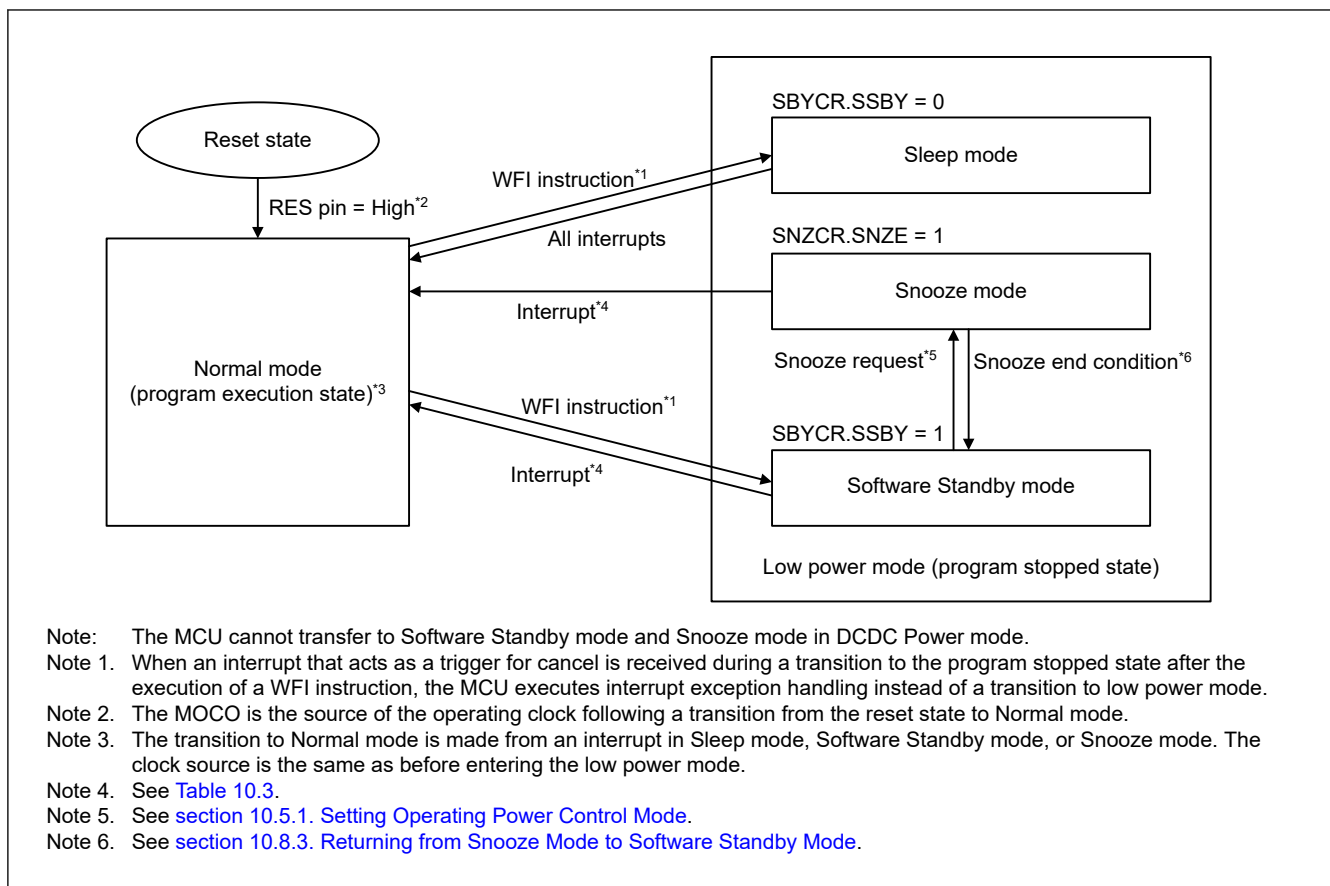 SBYCR.SSBY = 0
Reset state
Sleep mode
WFI instruction*1
RES pin = High*2
All interrupts
SNZCR.SNZE = 1
Snooze mode
Interrupt*4
Normal mode
(program execution state)*3
Snooze request*5
Snooze end condition*6
WFI instruction*1
SBYCR.SSBY = 1
Interrupt*4
Software Standby mode
Low power mode (program stopped state)
Note: The MCU cannot transfer to Software Standby mode and Snooze mode in DCDC Power mode.
Note 1. When an interrupt that acts as a trigger for cancel is received during a transition to the program stopped state after the
execution of a WFI instruction, the MCU executes interrupt exception handling instead of a transition to low power mode.
Note 2. The MOCO is the source of the operating clock following a transition from the reset state to Normal mode.
Note 3. The transition to Normal mode is made from an interrupt in Sleep mode, Software Standby mode, or Snooze mode. The
clock source is the same as before entering the low power mode.
Note 4. See Table 10.3.
Note 5. See section 10.5.1. Setting Operating Power Control Mode.
Note 6. See section 10.8.3. Returning from Snooze Mode to Software Standby Mode.